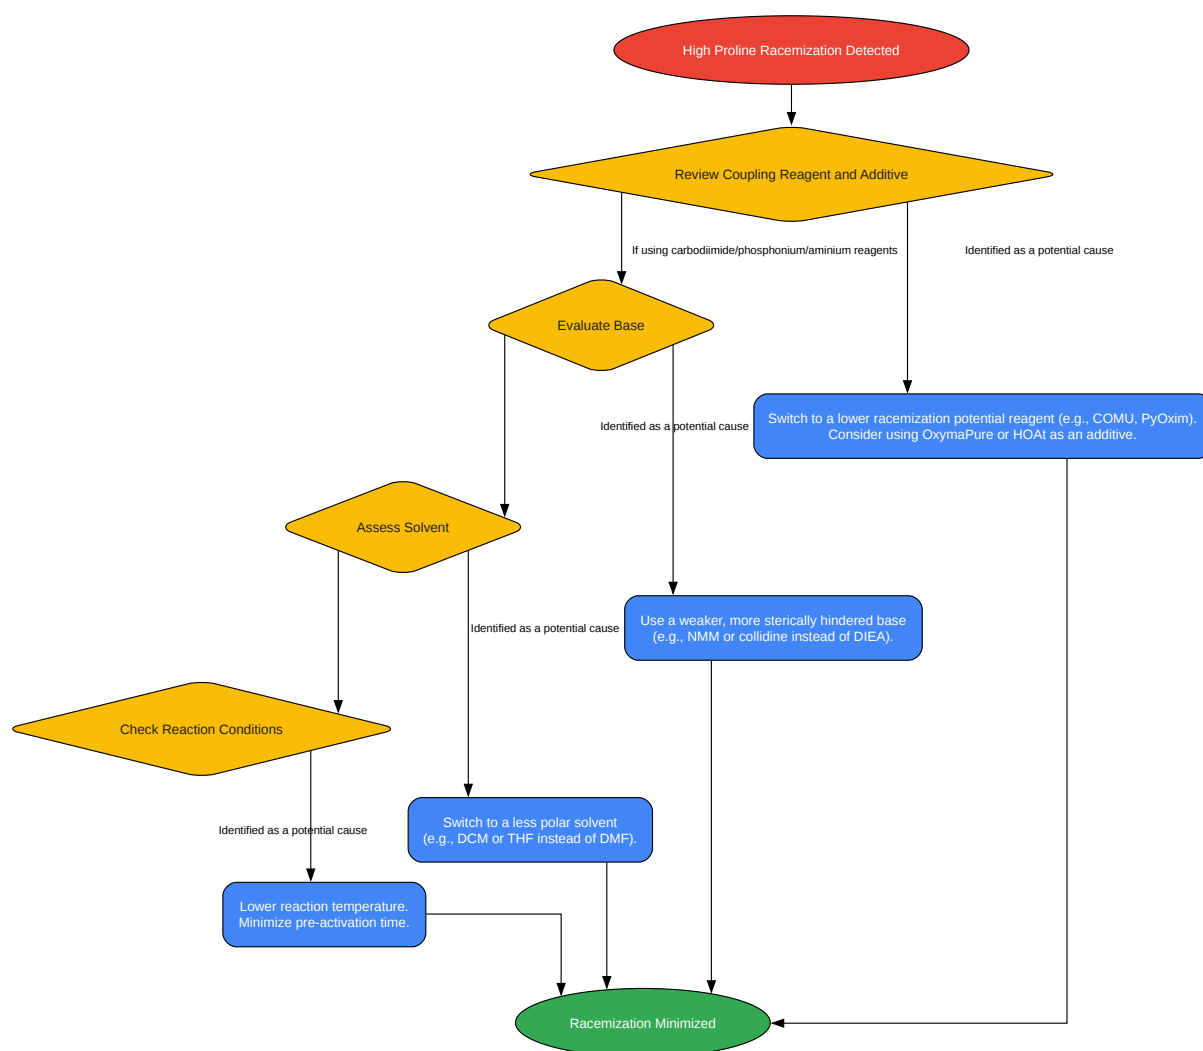 High Proline Racemization Detected
Review Coupling Reagent and Additive
If using carbodiimide/phosphonium/aminium reagents
Identified as a potential cause
Evaluate Base
Switch to a lower racemization potential reagent (e.g., COMU, PyOxim).
Consider using OxymaPure or HOAt as an additive.
Identified as a potential cause
Assess Solvent
Use a weaker, more sterically hindered base
(e.g., NMM or collidine instead of DIEA).
Identified as a potential cause
Check Reaction Conditions
Switch to a less polar solvent
(e.g., DCM or THF instead of DMF).
Identified as a potential cause
Lower reaction temperature.
Minimize pre-activation time.
Racemization Minimized